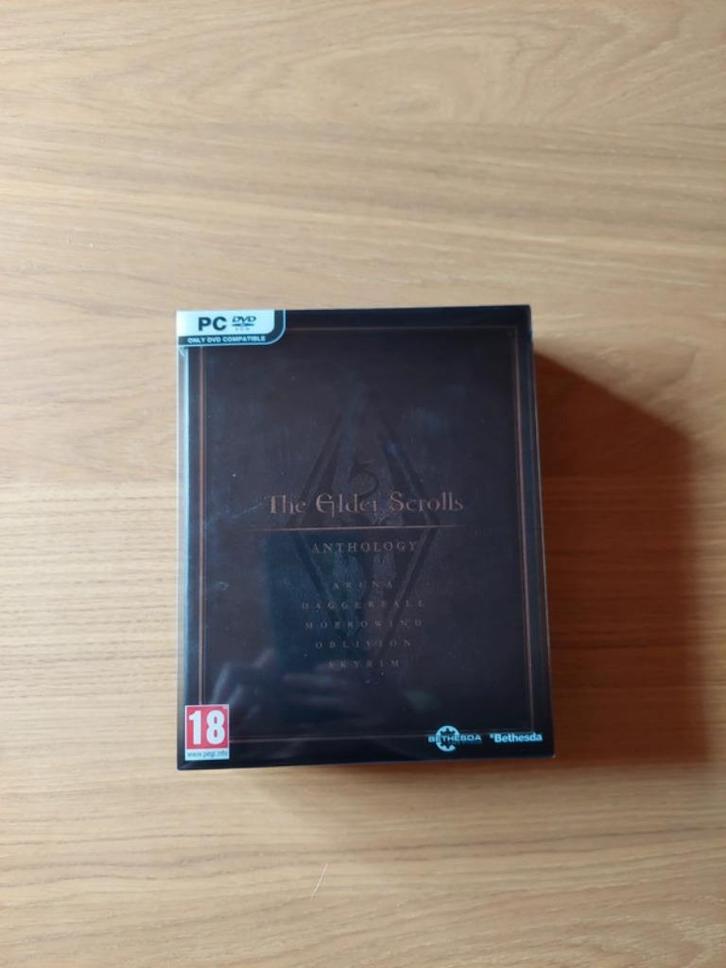 PC DVD
ROM
ONLY DVD COMPATIBLE
The Elder Scrolls
ANTHOLOGY
ARENA
DAGGERFALL
MORROWIND
OBLIVION
SKYRIM
18
www.pegi.info
BETHESDA
Bethesda